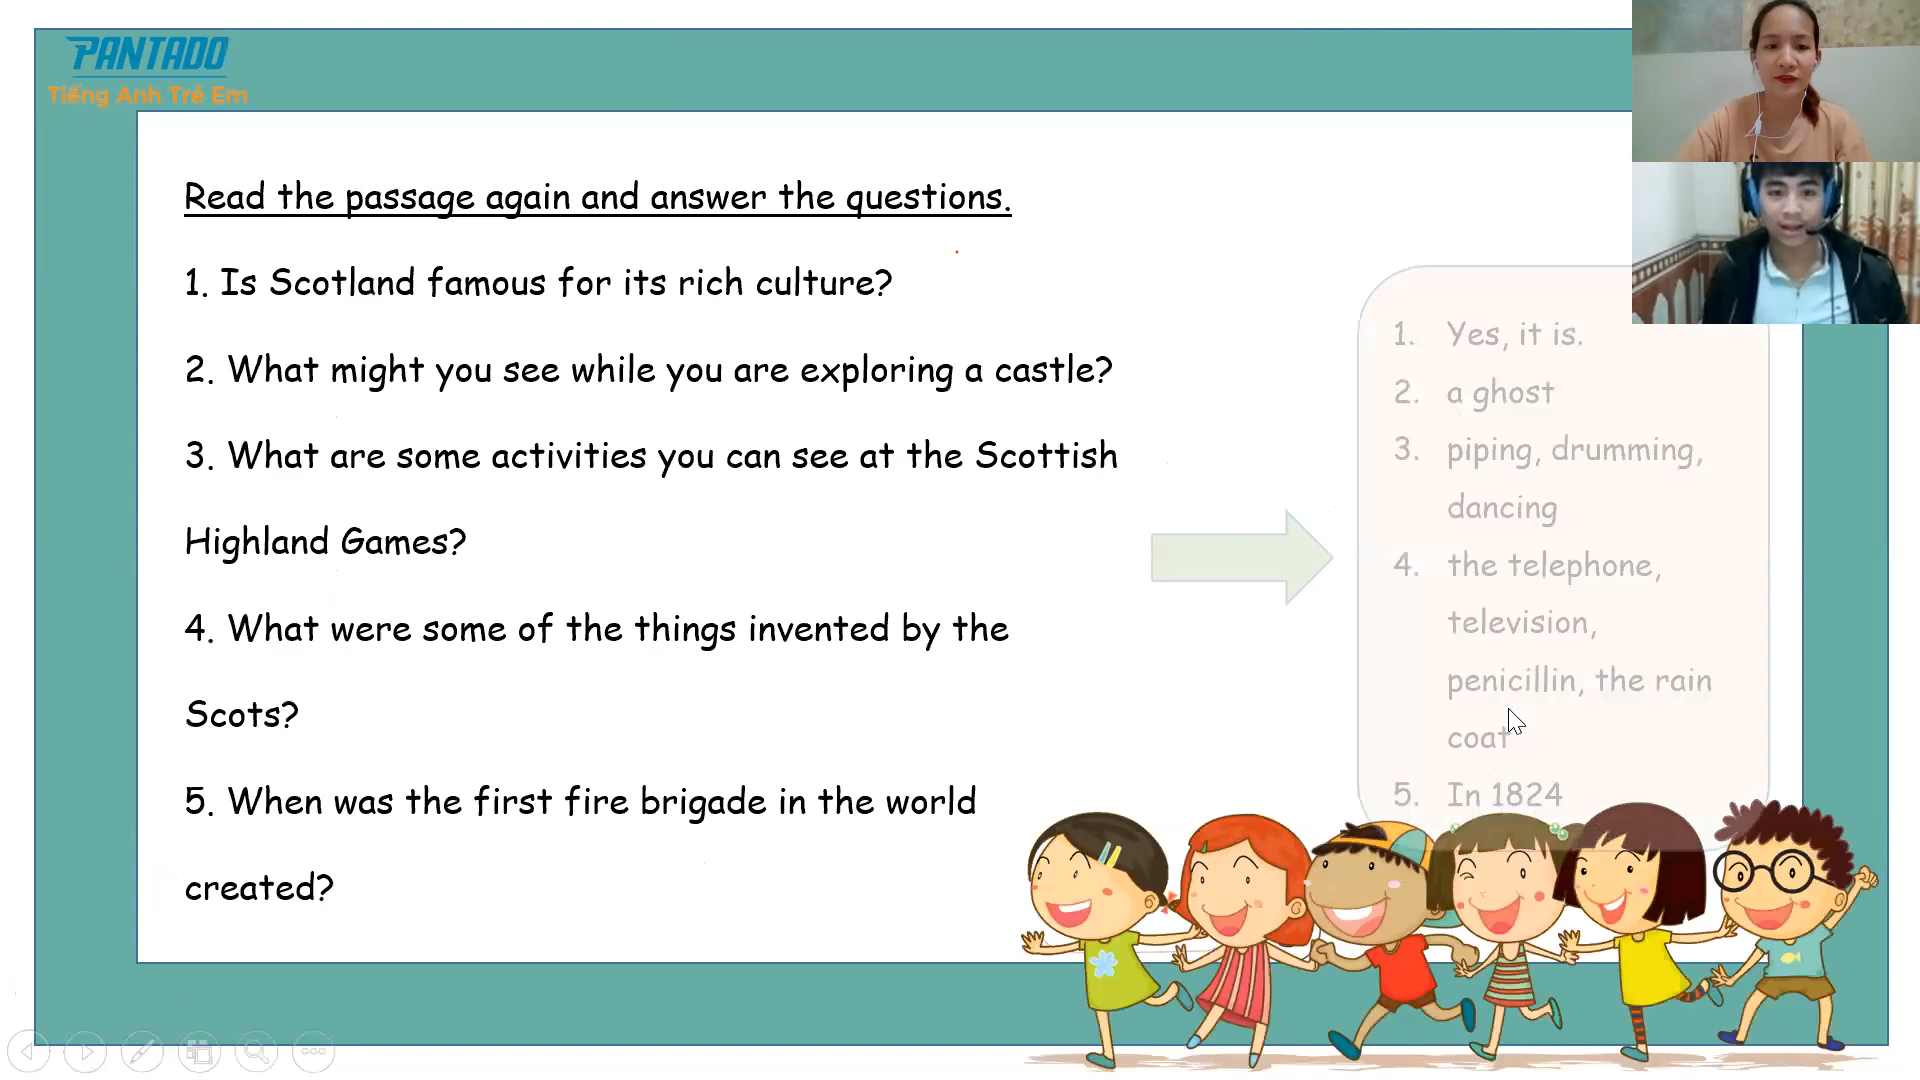 PANTADO
Tiếng Anh Trẻ Em
Read the passage again and answer the questions.
1. Is Scotland famous for its rich culture?
2. What might you see while you are exploring a castle?
3. What are some activities you can see at the Scottish
Highland Games?
4. What were some of the things invented by the
Scots?
5. When was the first fire brigade in the world
created?
1. Yes, it is.
2. a ghost
3. piping, drumming,
dancing
4. the telephone,
television,
penicillin, the rain
coat
5. In 1824